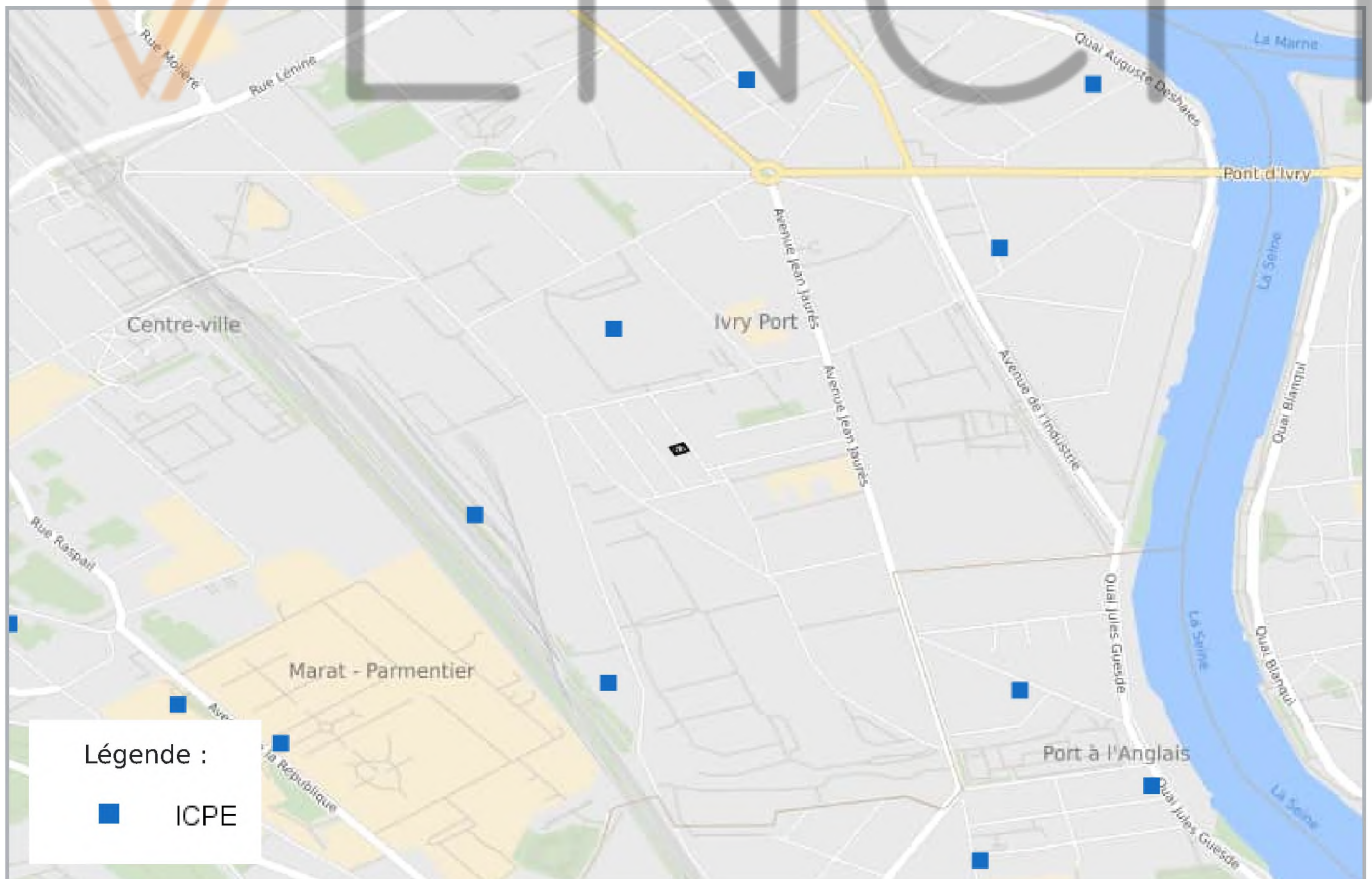 La Marne
Quai Auguste Deshaies
Rue Molière
Rue Lénine
Pont d'Ivry
Avenue Jean Jaurès
La Seine
Centre-ville
Ivry Port
Avenue de l'Industrie
Avenue Jean Jaurès
Quai Blanqui
Rue Raspail
Quai Jules Guesde
La Seine
Quai Blanqui
Marat - Parmentier
Port à l'Anglais
la République
Quai Jules Guesde
La Seine
Légende :
ICPE